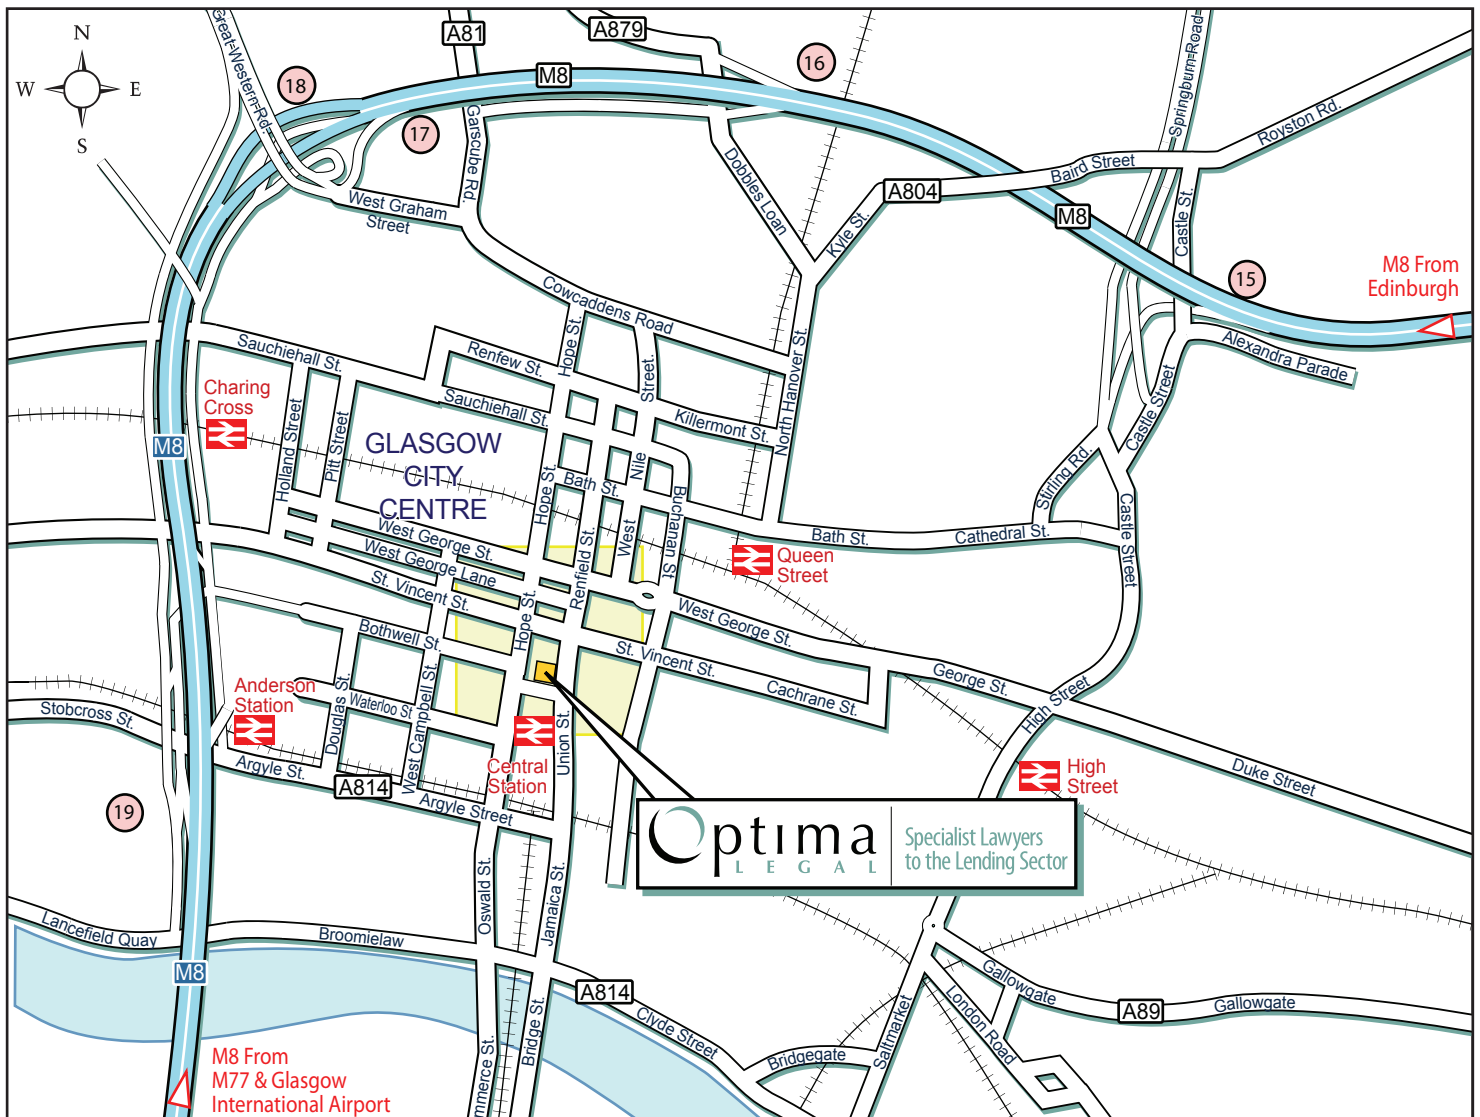 N
W
E
S
A81
A879
M8
16
18
17
Great-Western-Rd.
Garscube Rd.
Springburn-Road
Royston Rd.
Baird Street
A804
Dobbles Loan
Kyle St.
Castle St.
M8
15
M8 From
Edinburgh
West Graham
Street
Cowcaddens Road
Hope St.
Street.
North Hanover St.
Alexandra Parade
Sauchiehall St.
Renfew St.
Sauchiehall St.
Killermont St.
Castle Street
Charing
Cross
M8
Holland Street
Pitt Street
GLASGOW
CITY
CENTRE
Hope St.
Bath St.
Nile
West
Buchanan St
Renfield St.
Stirling Rd.
Castle Street
Bath St.
Cathedral St.
Queen
Street
West George St.
West George Lane
St. Vincent St.
Hope St.
West George St.
Bothwell St.
St. Vincent St.
Cachrane St.
George St.
High Street
Anderson
Station
Stobcross St.
Douglas St.
Waterloo St
West Campbell St.
Union St.
Argyle St.
A814
Argyle Street
Central
Station
High
Street
Duke Street
19
Optima
LEGAL
Specialist Lawyers
to the Lending Sector
Oswald St.
Jamaica St.
Lancefield Quay
Broomielaw
M8
A814
Clyde Street
Bridge St.
mmerce St.
Bridgegate
Saltmarket
London Road
Gallowgate
A89
Gallowgate
M8 From
M77 & Glasgow
International Airport